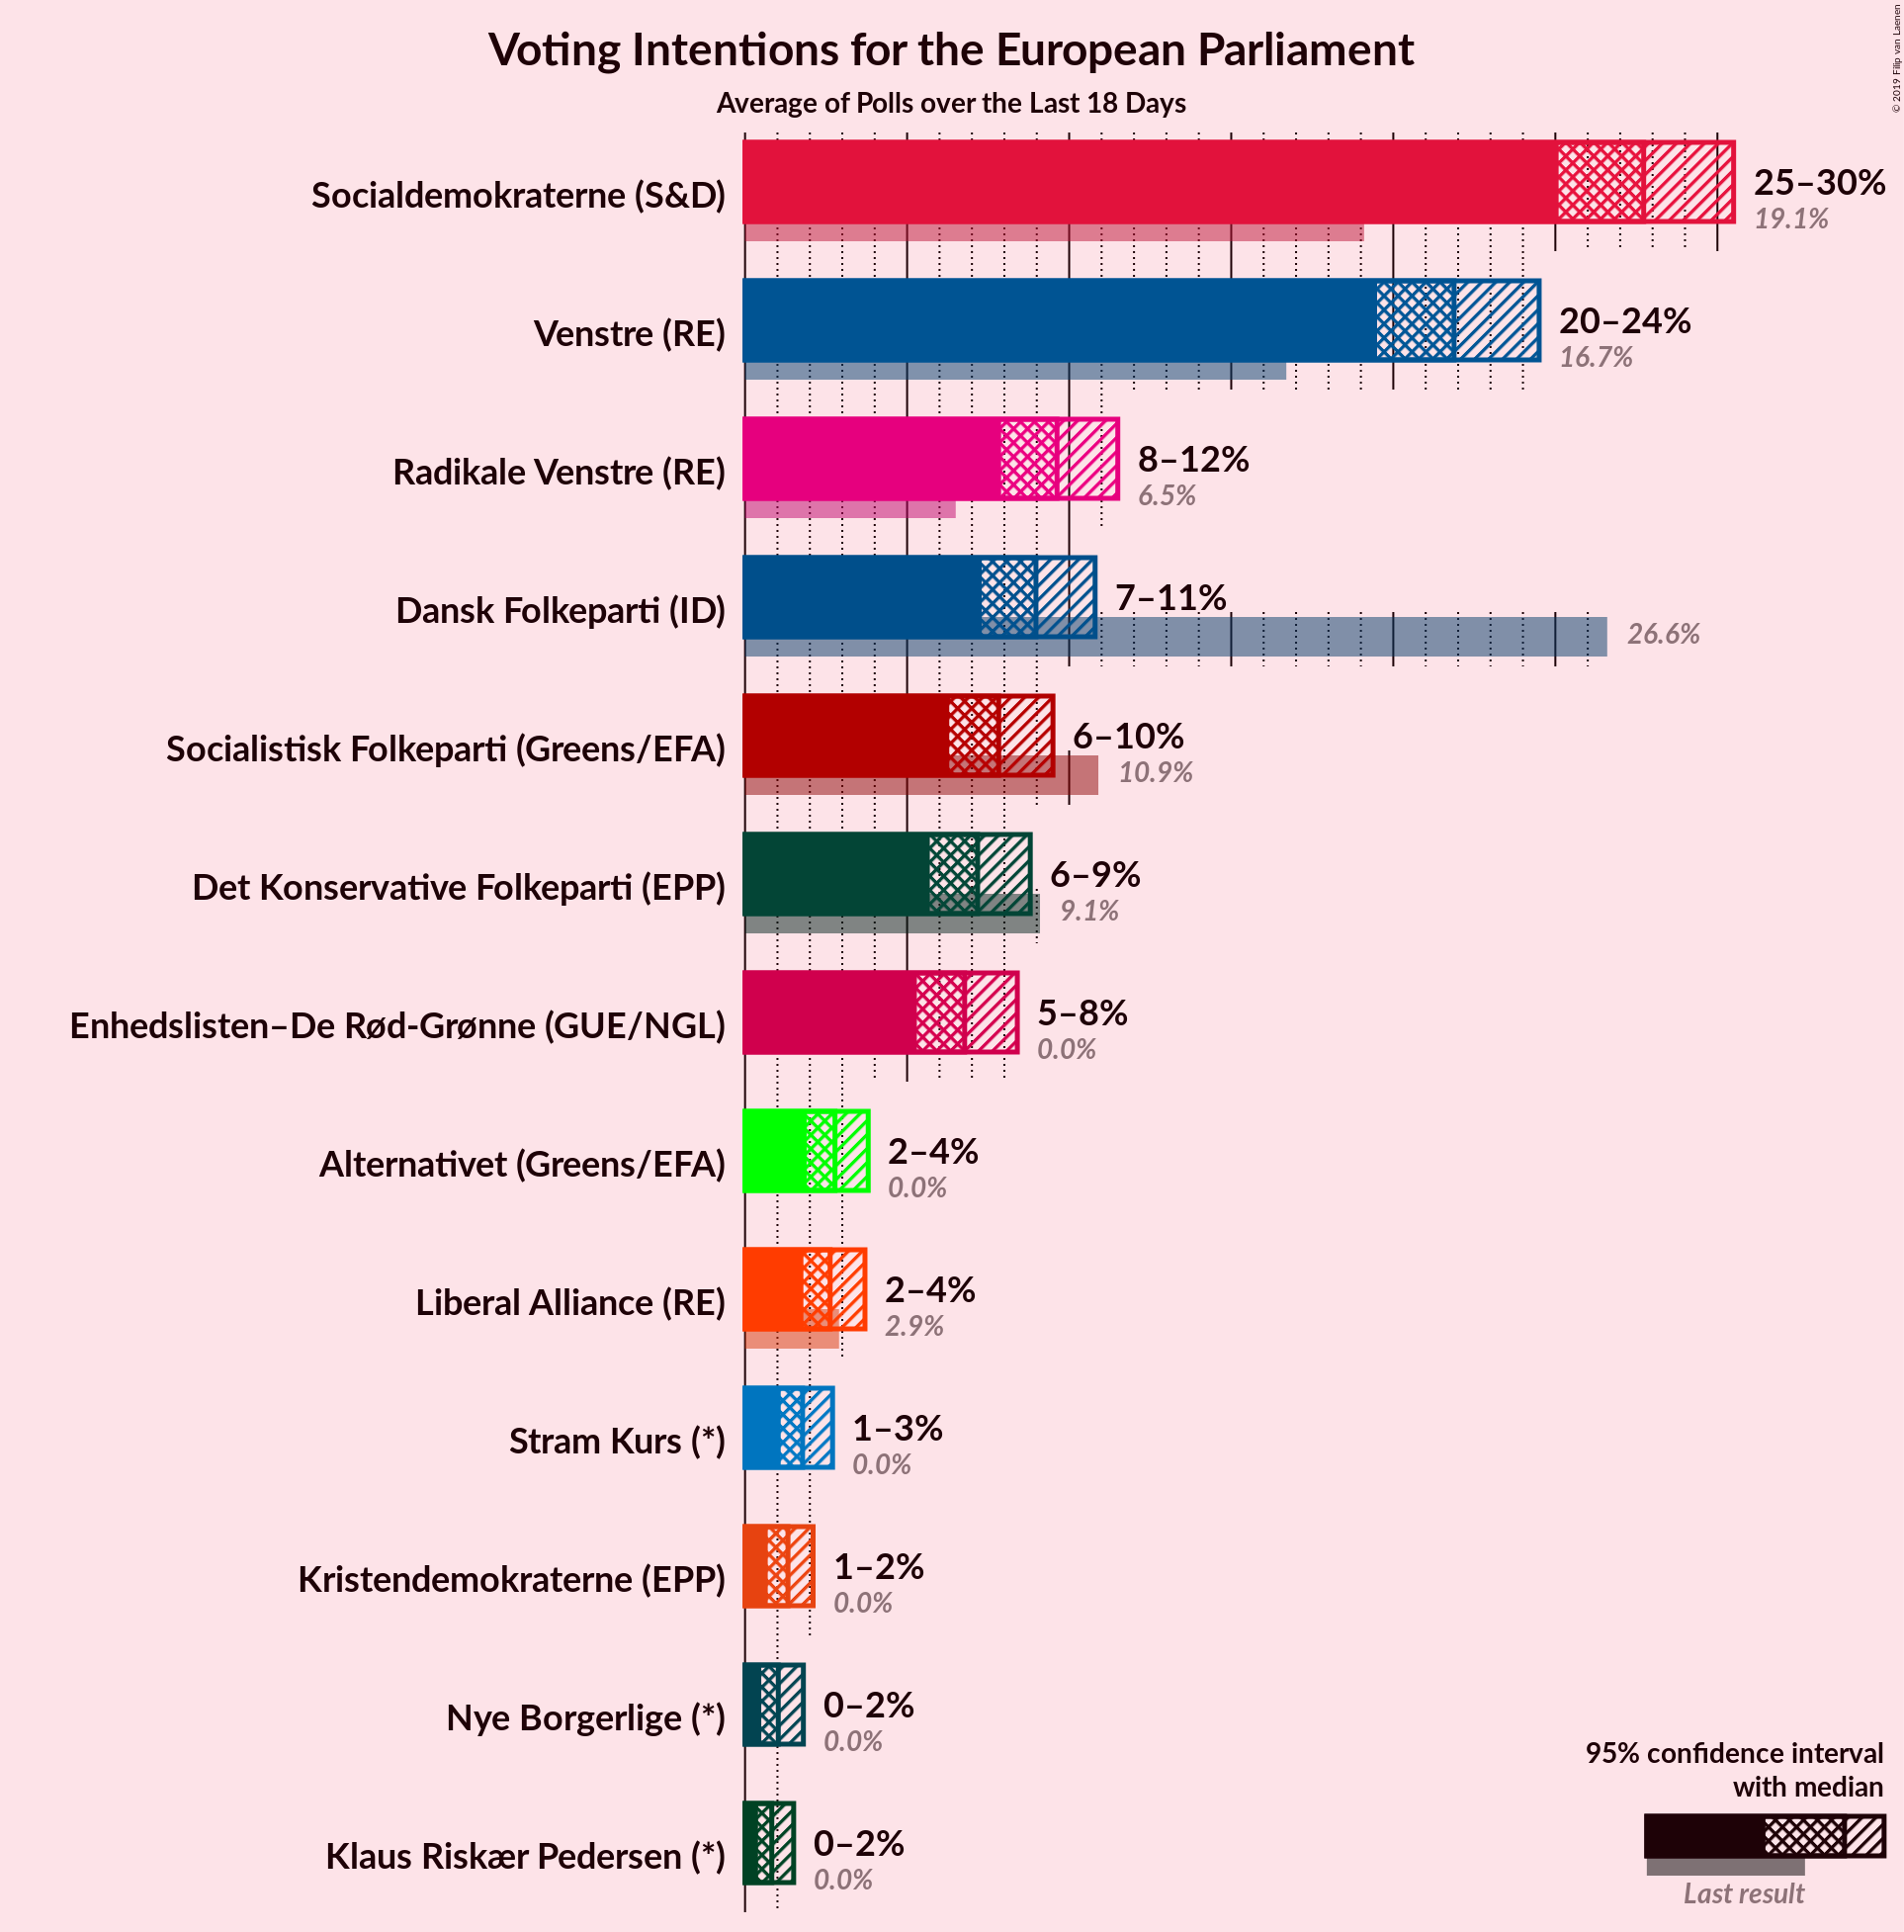 Voting Intentions for the European Parliament
Average of Polls over the Last 18 Days
© 2019 Filip van Laenen
Socialdemokraterne (S&D)
25–30%
19.1%
Venstre (RE)
20–24%
16.7%
Radikale Venstre (RE)
8–12%
6.5%
Dansk Folkeparti (ID)
7–11%
26.6%
Socialistisk Folkeparti (Greens/EFA)
6–10%
10.9%
Det Konservative Folkeparti (EPP)
6–9%
9.1%
Enhedslisten–De Rød-Grønne (GUE/NGL)
5–8%
0.0%
Alternativet (Greens/EFA)
2–4%
0.0%
Liberal Alliance (RE)
2–4%
2.9%
Stram Kurs (*)
1–3%
0.0%
Kristendemokraterne (EPP)
1–2%
0.0%
Nye Borgerlige (*)
0–2%
0.0%
Klaus Riskær Pedersen (*)
0–2%
0.0%
95% confidence interval
with median
Last result